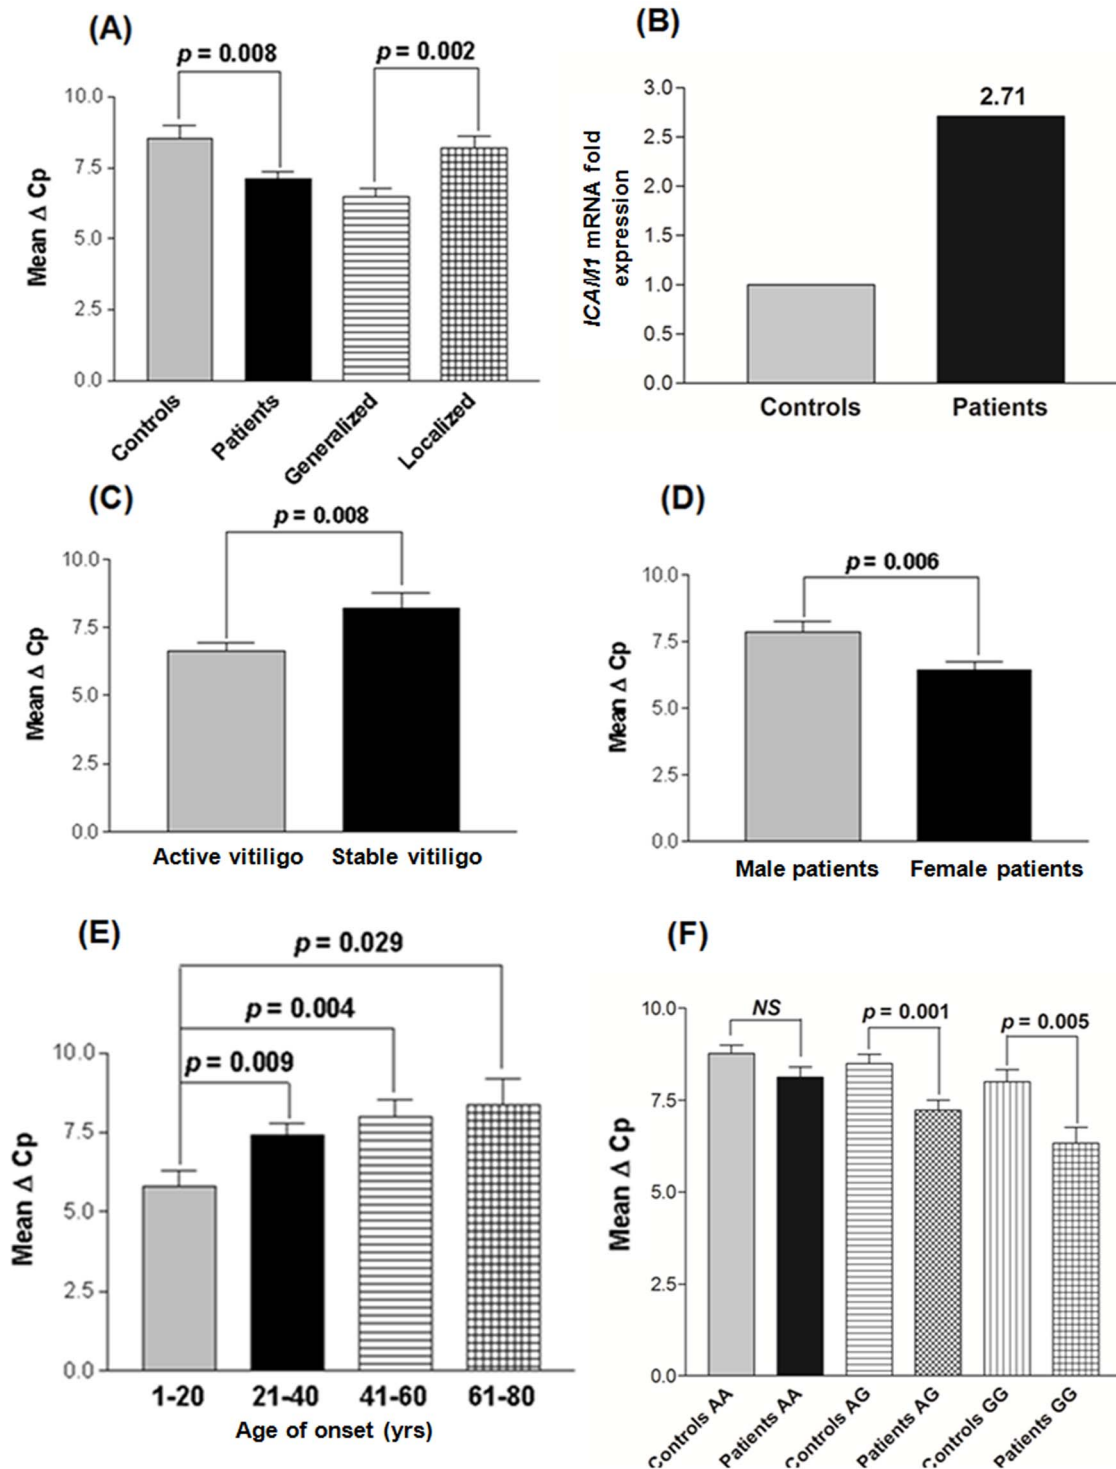 (A)
p = 0.008
p = 0.002
10.0
7.5
5.0
2.5
0.0
Mean Δ Cp
Controls
Patients
Generalized
Localized
(B)
3.0
2.5
2.0
1.5
1.0
0.5
0.0
ICAM1 mRNA fold
expression
2.71
Controls
Patients
(C)
p = 0.008
10.0
7.5
5.0
2.5
0.0
Mean Δ Cp
Active vitiligo
Stable vitiligo
(D)
p = 0.006
10.0
7.5
5.0
2.5
0.0
Mean Δ Cp
Male patients
Female patients
(E)
p = 0.029
p = 0.004
p = 0.009
10.0
7.5
5.0
2.5
0.0
Mean Δ Cp
1-20
21-40
41-60
61-80
Age of onset (yrs)
(F)
NS
p = 0.001
p = 0.005
10.0
7.5
5.0
2.5
0.0
Mean Δ Cp
Controls AA
Patients AA
Controls AG
Patients AG
Controls GG
Patients GG